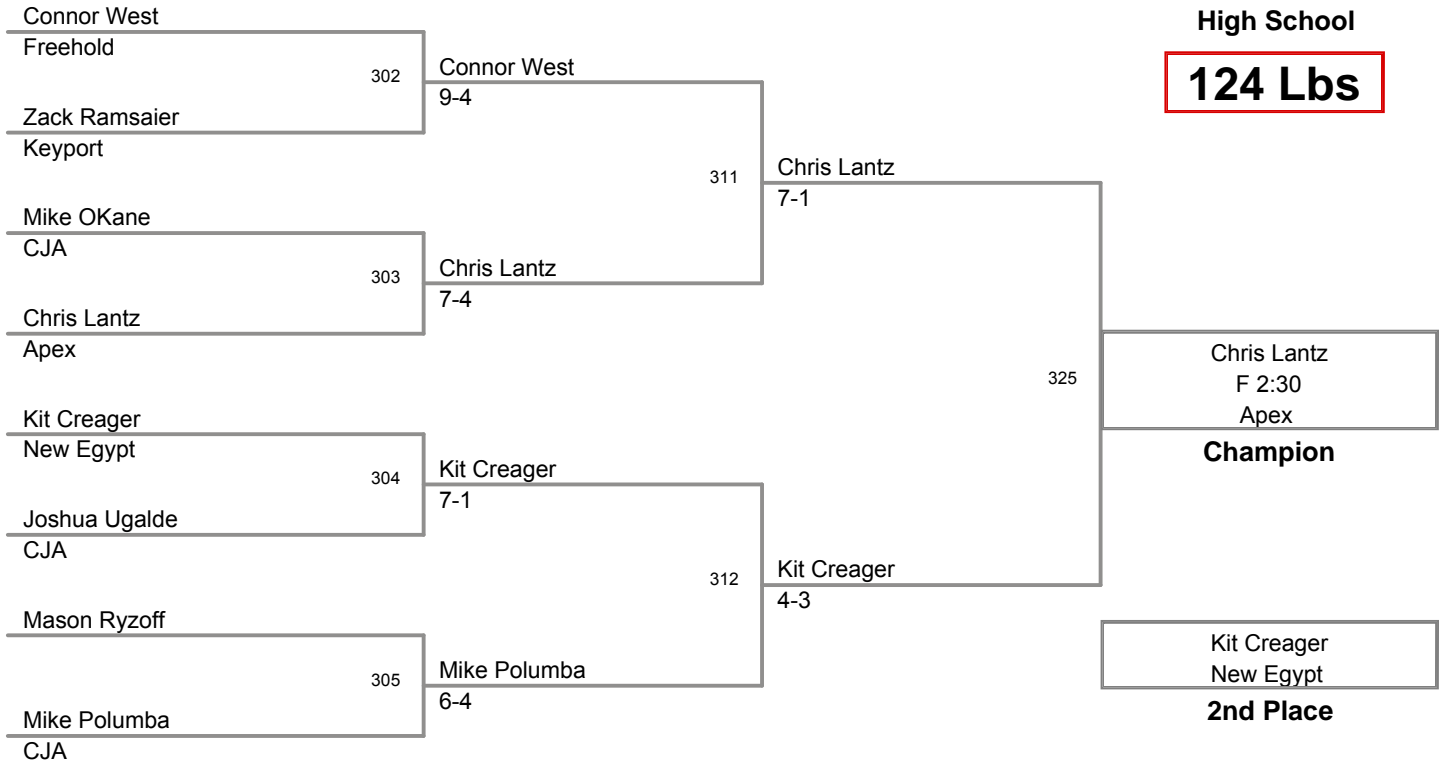 Connor West
Freehold
302
Zack Ramsaier
Keyport
Connor West
9-4
Mike OKane
CJA
303
Chris Lantz
Apex
Chris Lantz
7-4
311
Chris Lantz
7-1
Kit Creager
New Egypt
304
Joshua Ugalde
CJA
Kit Creager
7-1
Mason Ryzoff
305
Mike Polumba
CJA
Mike Polumba
6-4
312
Kit Creager
4-3
325
High School
124 Lbs
Chris Lantz
F 2:30
Apex
Champion
Kit Creager
New Egypt
2nd Place